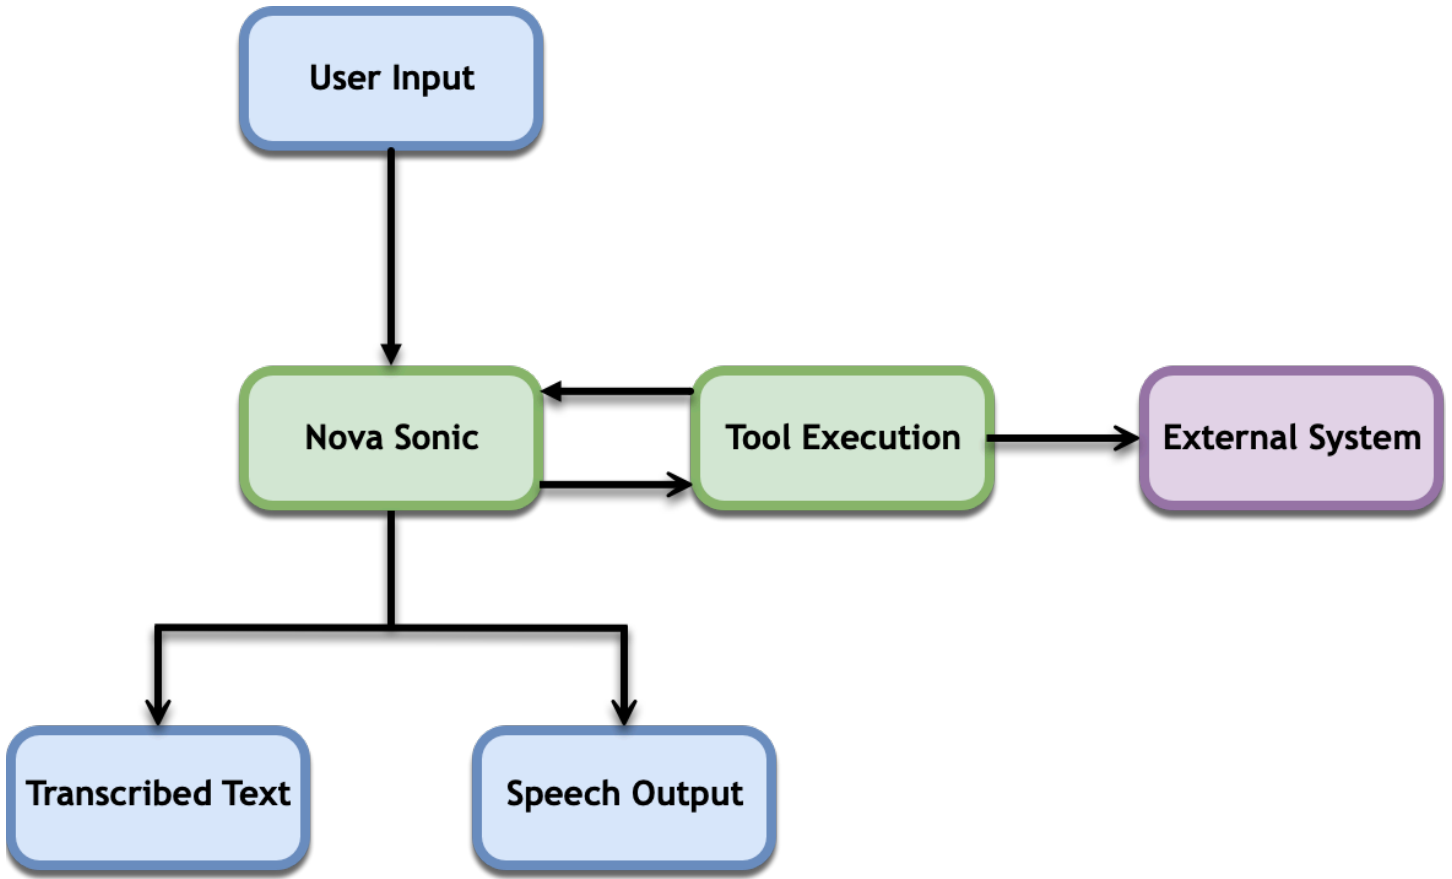 User Input
Nova Sonic
Tool Execution
External System
Transcribed Text
Speech Output